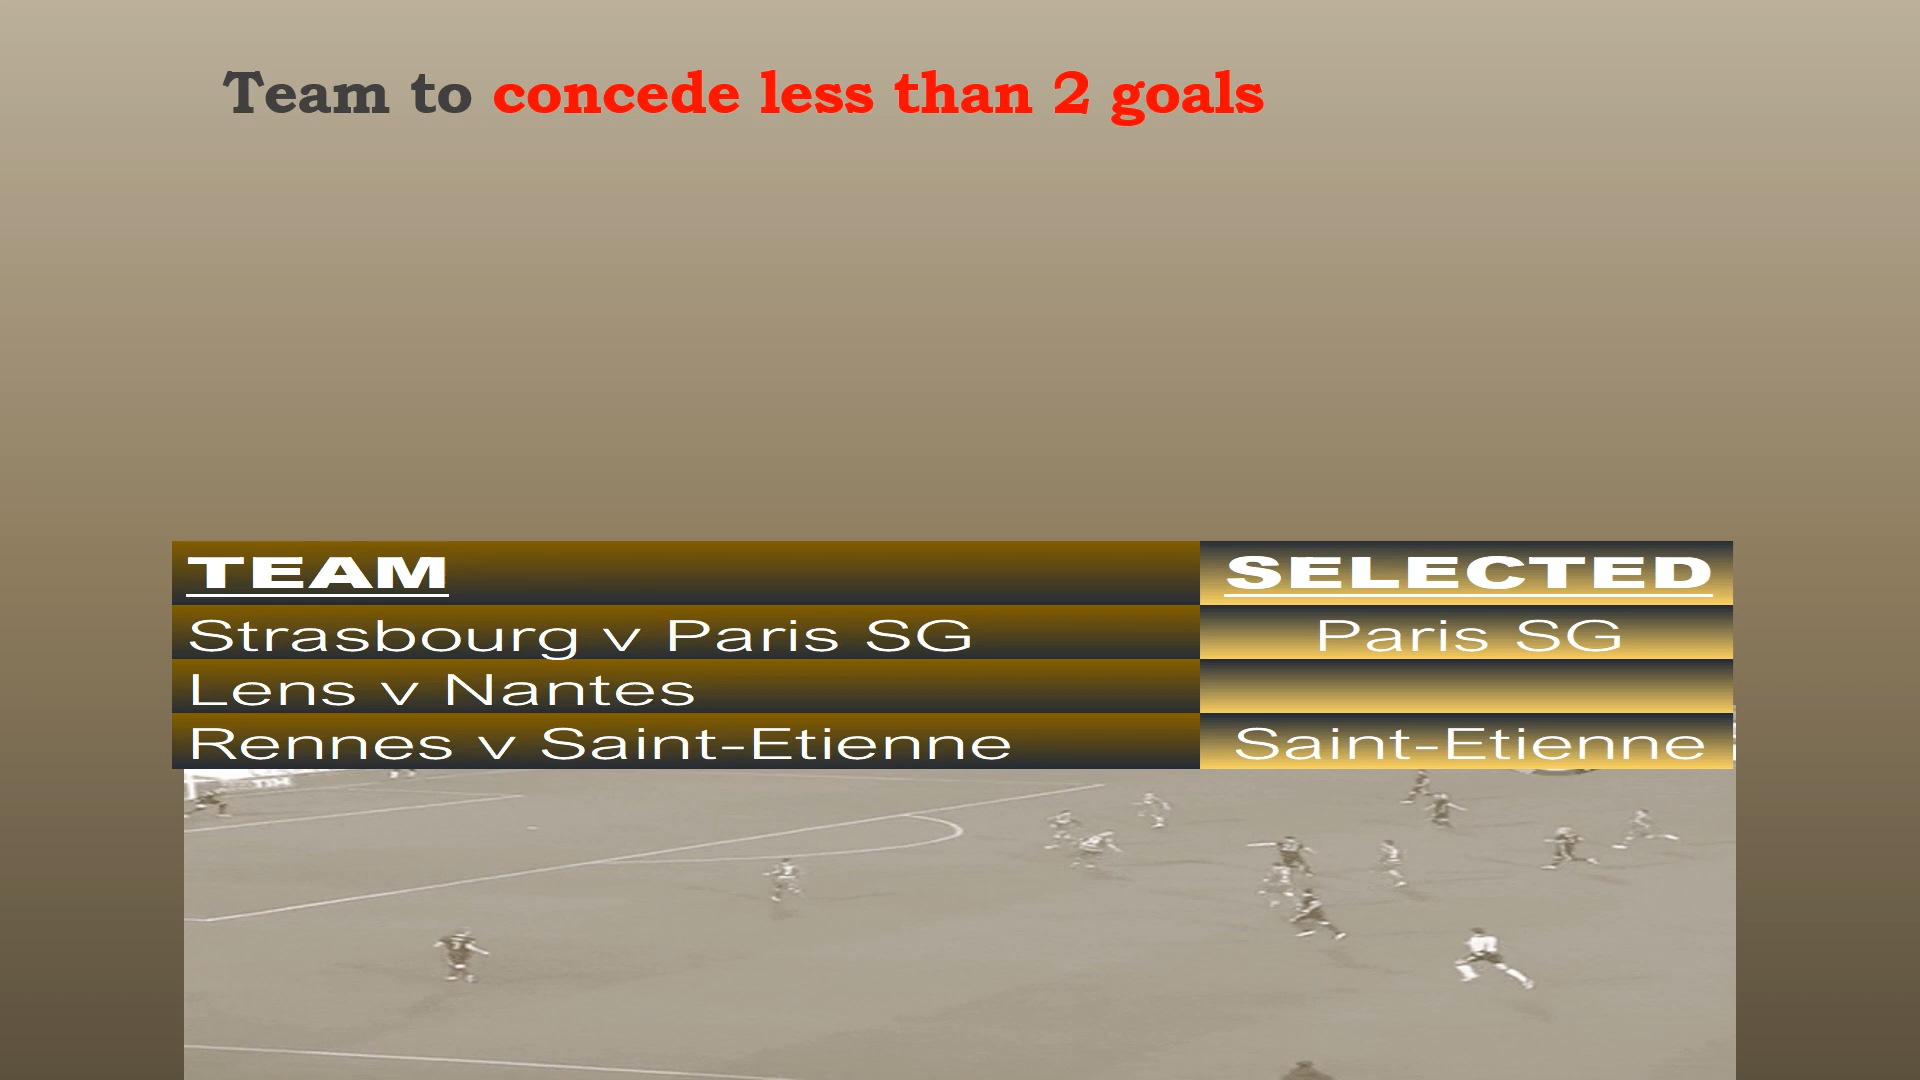 Team to concede less than 2 goals
TEAM SELECTED
Strasbourg v Paris SG Paris SG
Lens v Nantes
Rennes v Saint-Etienne Saint-Etienne